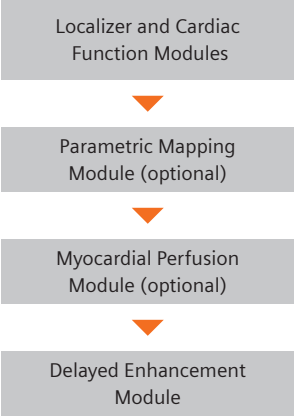 Localizer and Cardiac
Function Modules
Parametric Mapping
Module (optional)
Myocardial Perfusion
Module (optional)
Delayed Enhancement
Module